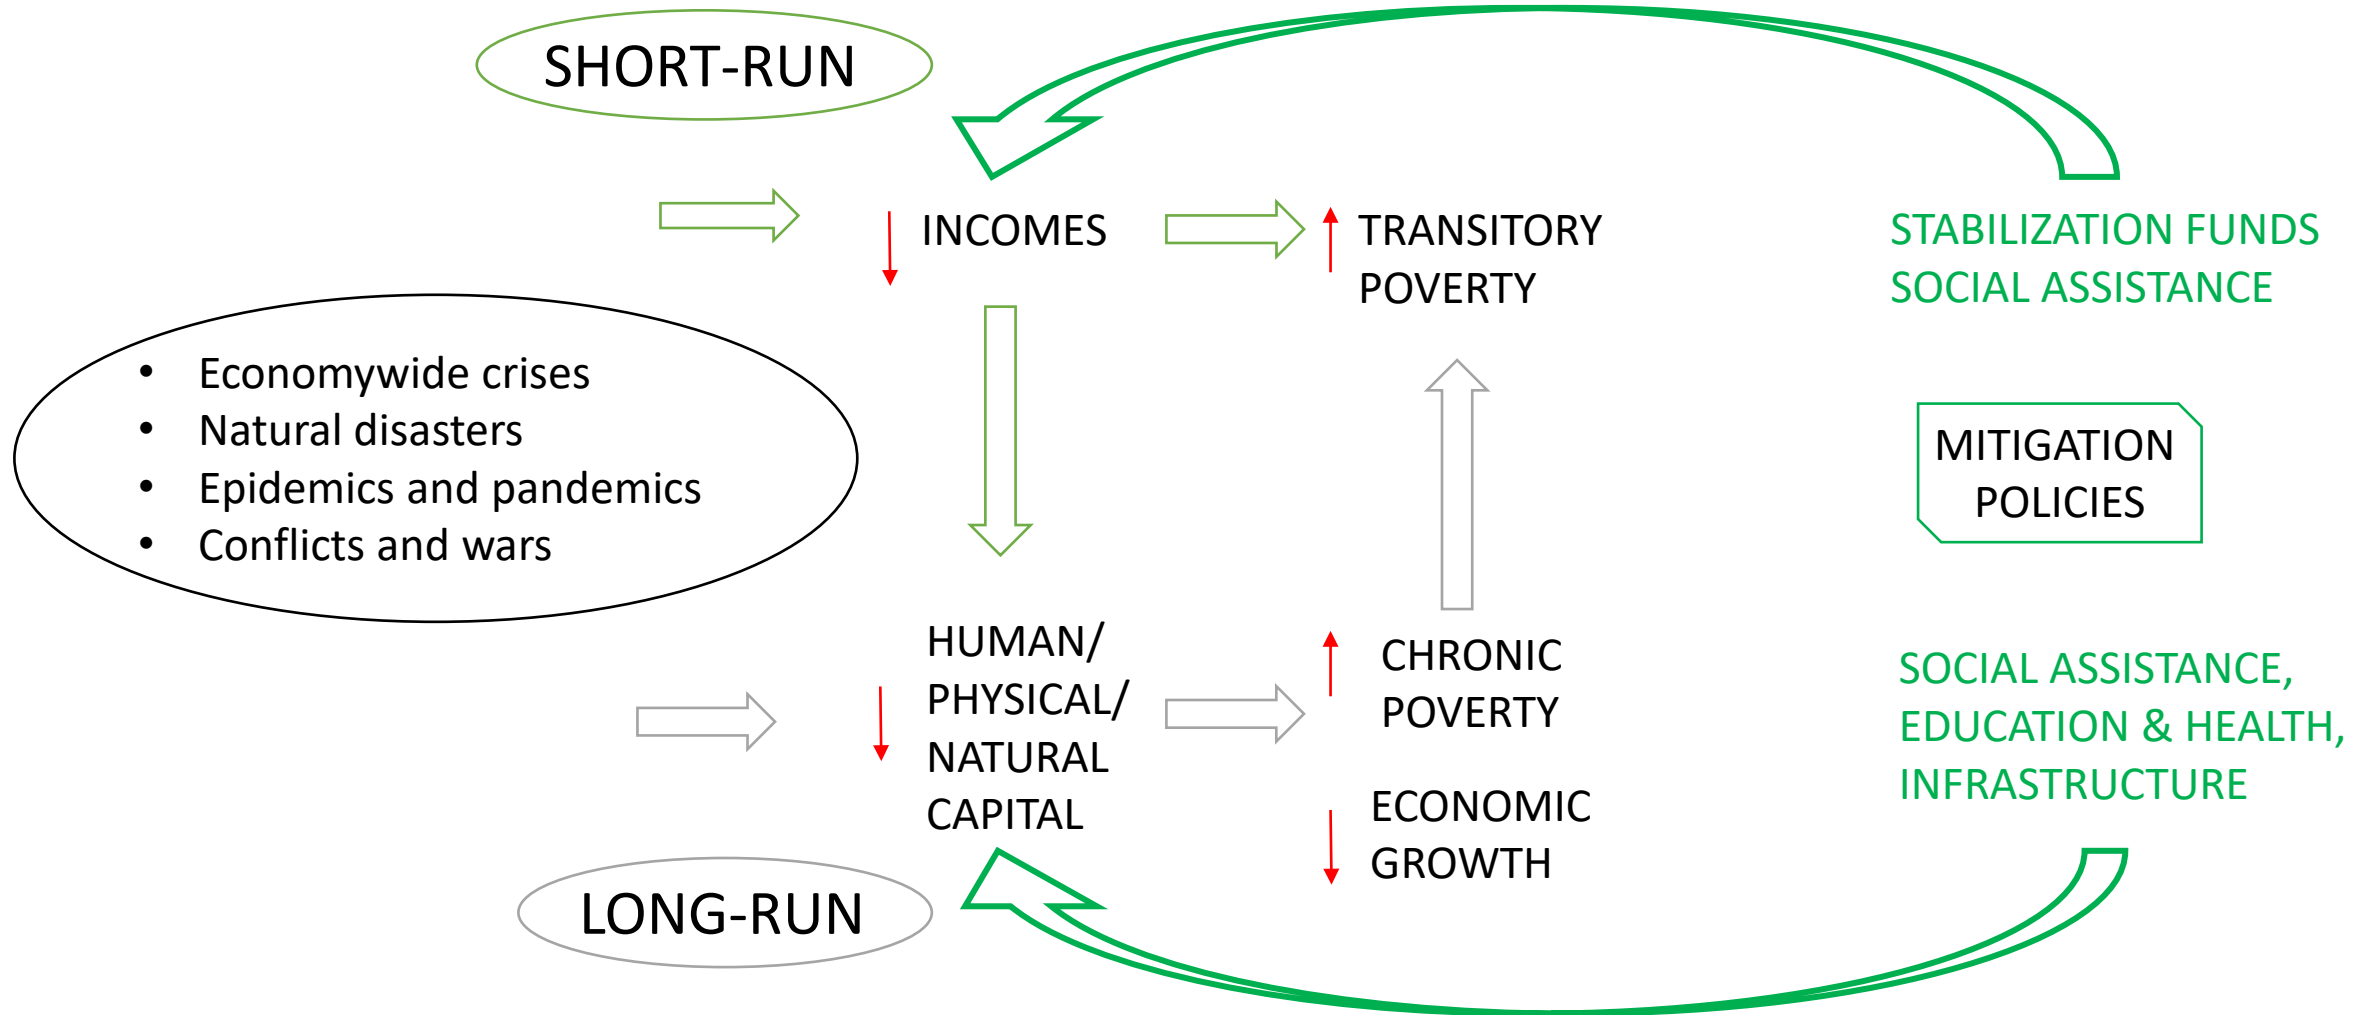 SHORT-RUN
INCOMES
TRANSITORY
POVERTY
STABILIZATION FUNDS
SOCIAL ASSISTANCE
• Economywide crises
• Natural disasters
• Epidemics and pandemics
• Conflicts and wars
MITIGATION
POLICIES
HUMAN/
PHYSICAL/
NATURAL
CAPITAL
CHRONIC
POVERTY
ECONOMIC
GROWTH
SOCIAL ASSISTANCE,
EDUCATION & HEALTH,
INFRASTRUCTURE
LONG-RUN